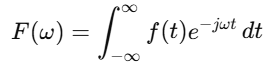 F(ω) = ∫_{-∞}^{∞} f(t)e^{-jωt} dt